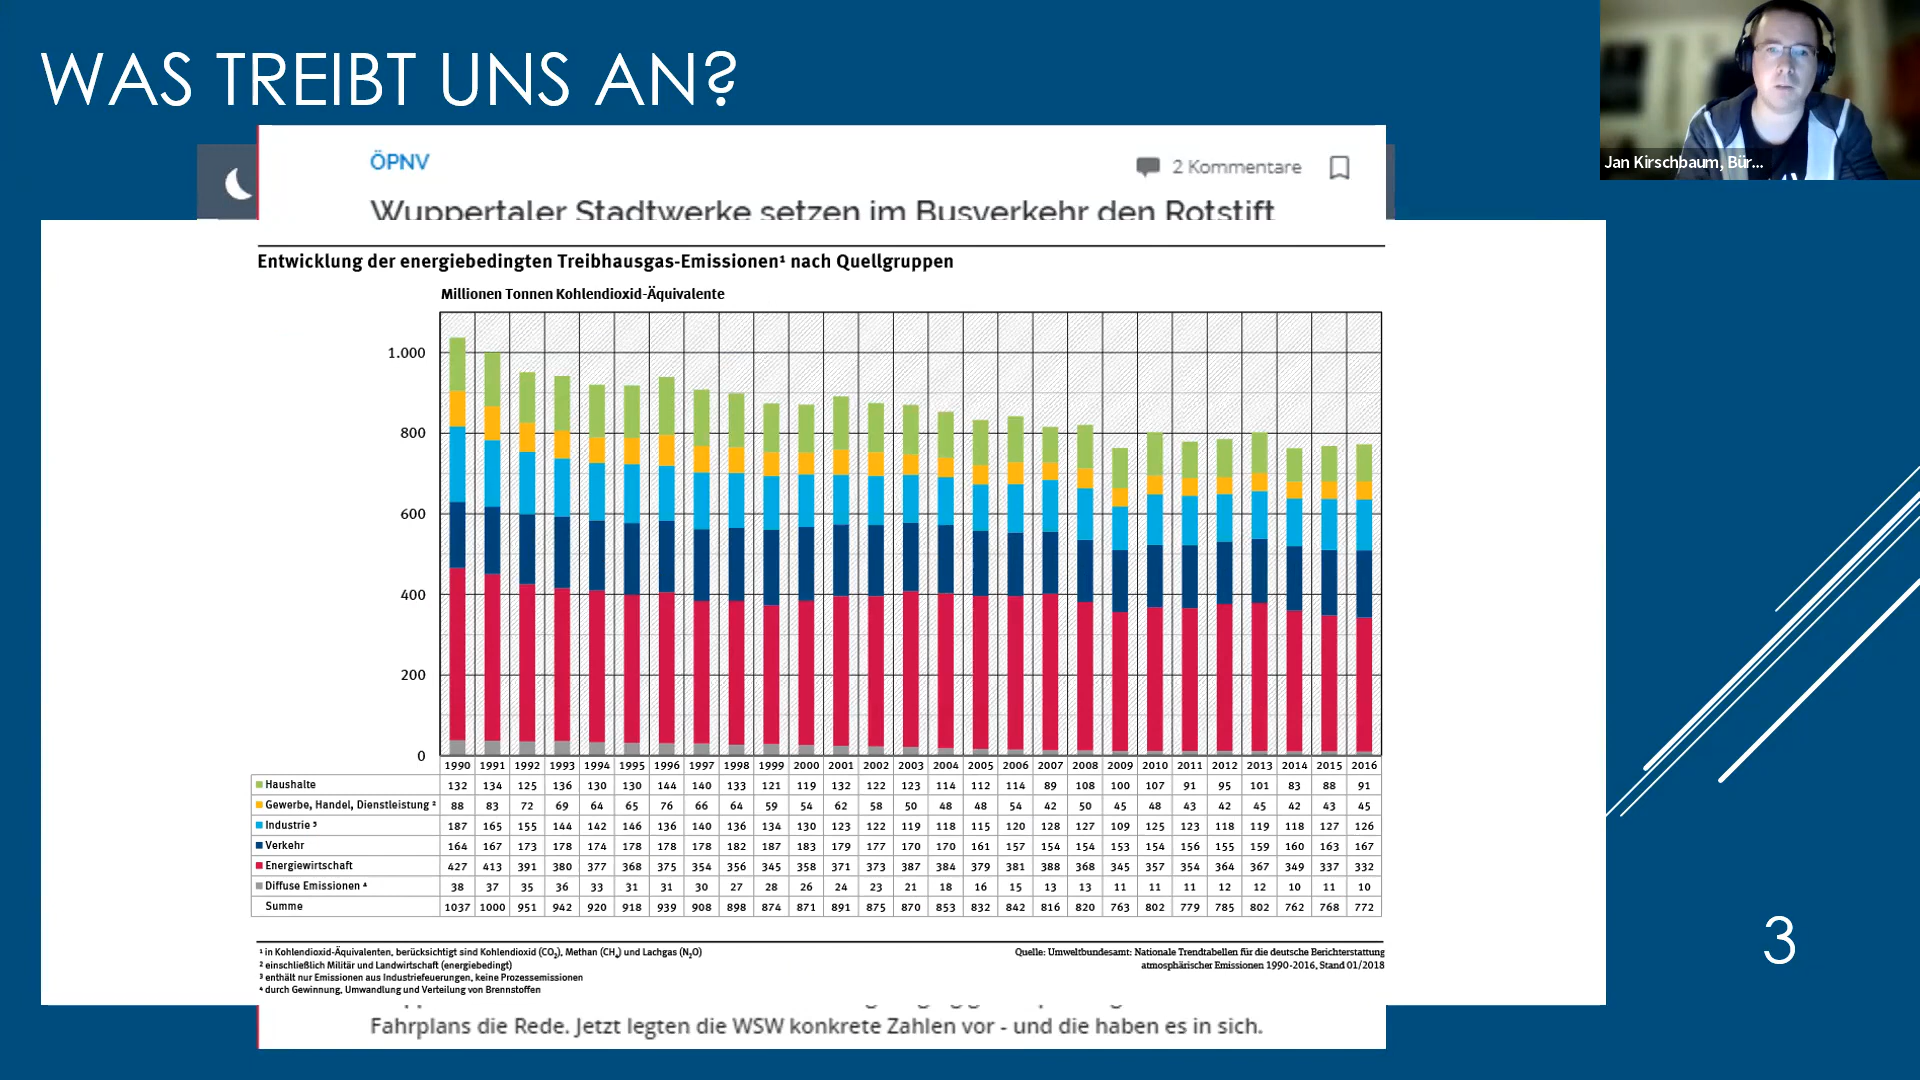 WAS TREIBT UNS AN?
Jan Kirschbaum, Bür...
ÖPNV
2 Kommentare
Wuppertaler Stadtwerke setzen im Busverkehr den Rotstift
Entwicklung der energiebedingten Treibhausgas-Emissionen¹ nach Quellgruppen
Millionen Tonnen Kohlendioxid-Äquivalente
1.000
800
600
400
200
0
1990 1991 1992 1993 1994 1995 1996 1997 1998 1999 2000 2001 2002 2003 2004 2005 2006 2007 2008 2009 2010 2011 2012 2013 2014 2015 2016
Haushalte 132 134 125 136 130 130 144 140 133 121 119 132 122 123 114 112 114 89 108 100 107 91 95 101 83 88 91
Gewerbe, Handel, Dienstleistung ² 88 83 72 69 64 65 76 66 64 59 54 62 58 50 48 48 54 42 50 45 48 43 42 45 42 43 45
Industrie ³ 187 165 155 144 142 146 136 140 136 134 130 123 122 119 118 115 120 128 127 109 125 123 118 119 118 127 126
Verkehr 164 167 173 178 174 178 178 178 182 187 183 179 177 170 170 161 157 154 154 153 154 156 155 159 160 163 167
Energiewirtschaft 427 413 391 380 377 368 375 354 356 345 358 371 373 387 384 379 381 388 368 345 357 354 364 367 349 337 332
Diffuse Emissionen ⁴ 38 37 35 36 33 31 31 30 27 28 26 24 23 21 18 16 15 13 13 11 11 11 12 12 10 11 10
Summe 1037 1000 951 942 920 918 939 908 898 874 871 891 875 870 853 832 842 816 820 763 802 779 785 802 762 768 772
¹ in Kohlendioxid-Äquivalenten, berücksichtigt sind Kohlendioxid (CO₂), Methan (CH₄) und Lachgas (N₂O)
² einschließlich Militär und Landwirtschaft (energiebedingt)
³ enthält nur Emissionen aus Industriefeuerungen, keine Prozessemissionen
⁴ durch Gewinnung, Umwandlung und Verteilung von Brennstoffen
Quelle: Umweltbundesamt: Nationale Trendtabellen für die deutsche Berichterstattung
atmosphärischer Emissionen 1990-2016, Stand 01/2018
Fahrplans die Rede. Jetzt legten die WSW konkrete Zahlen vor - und die haben es in sich.
3